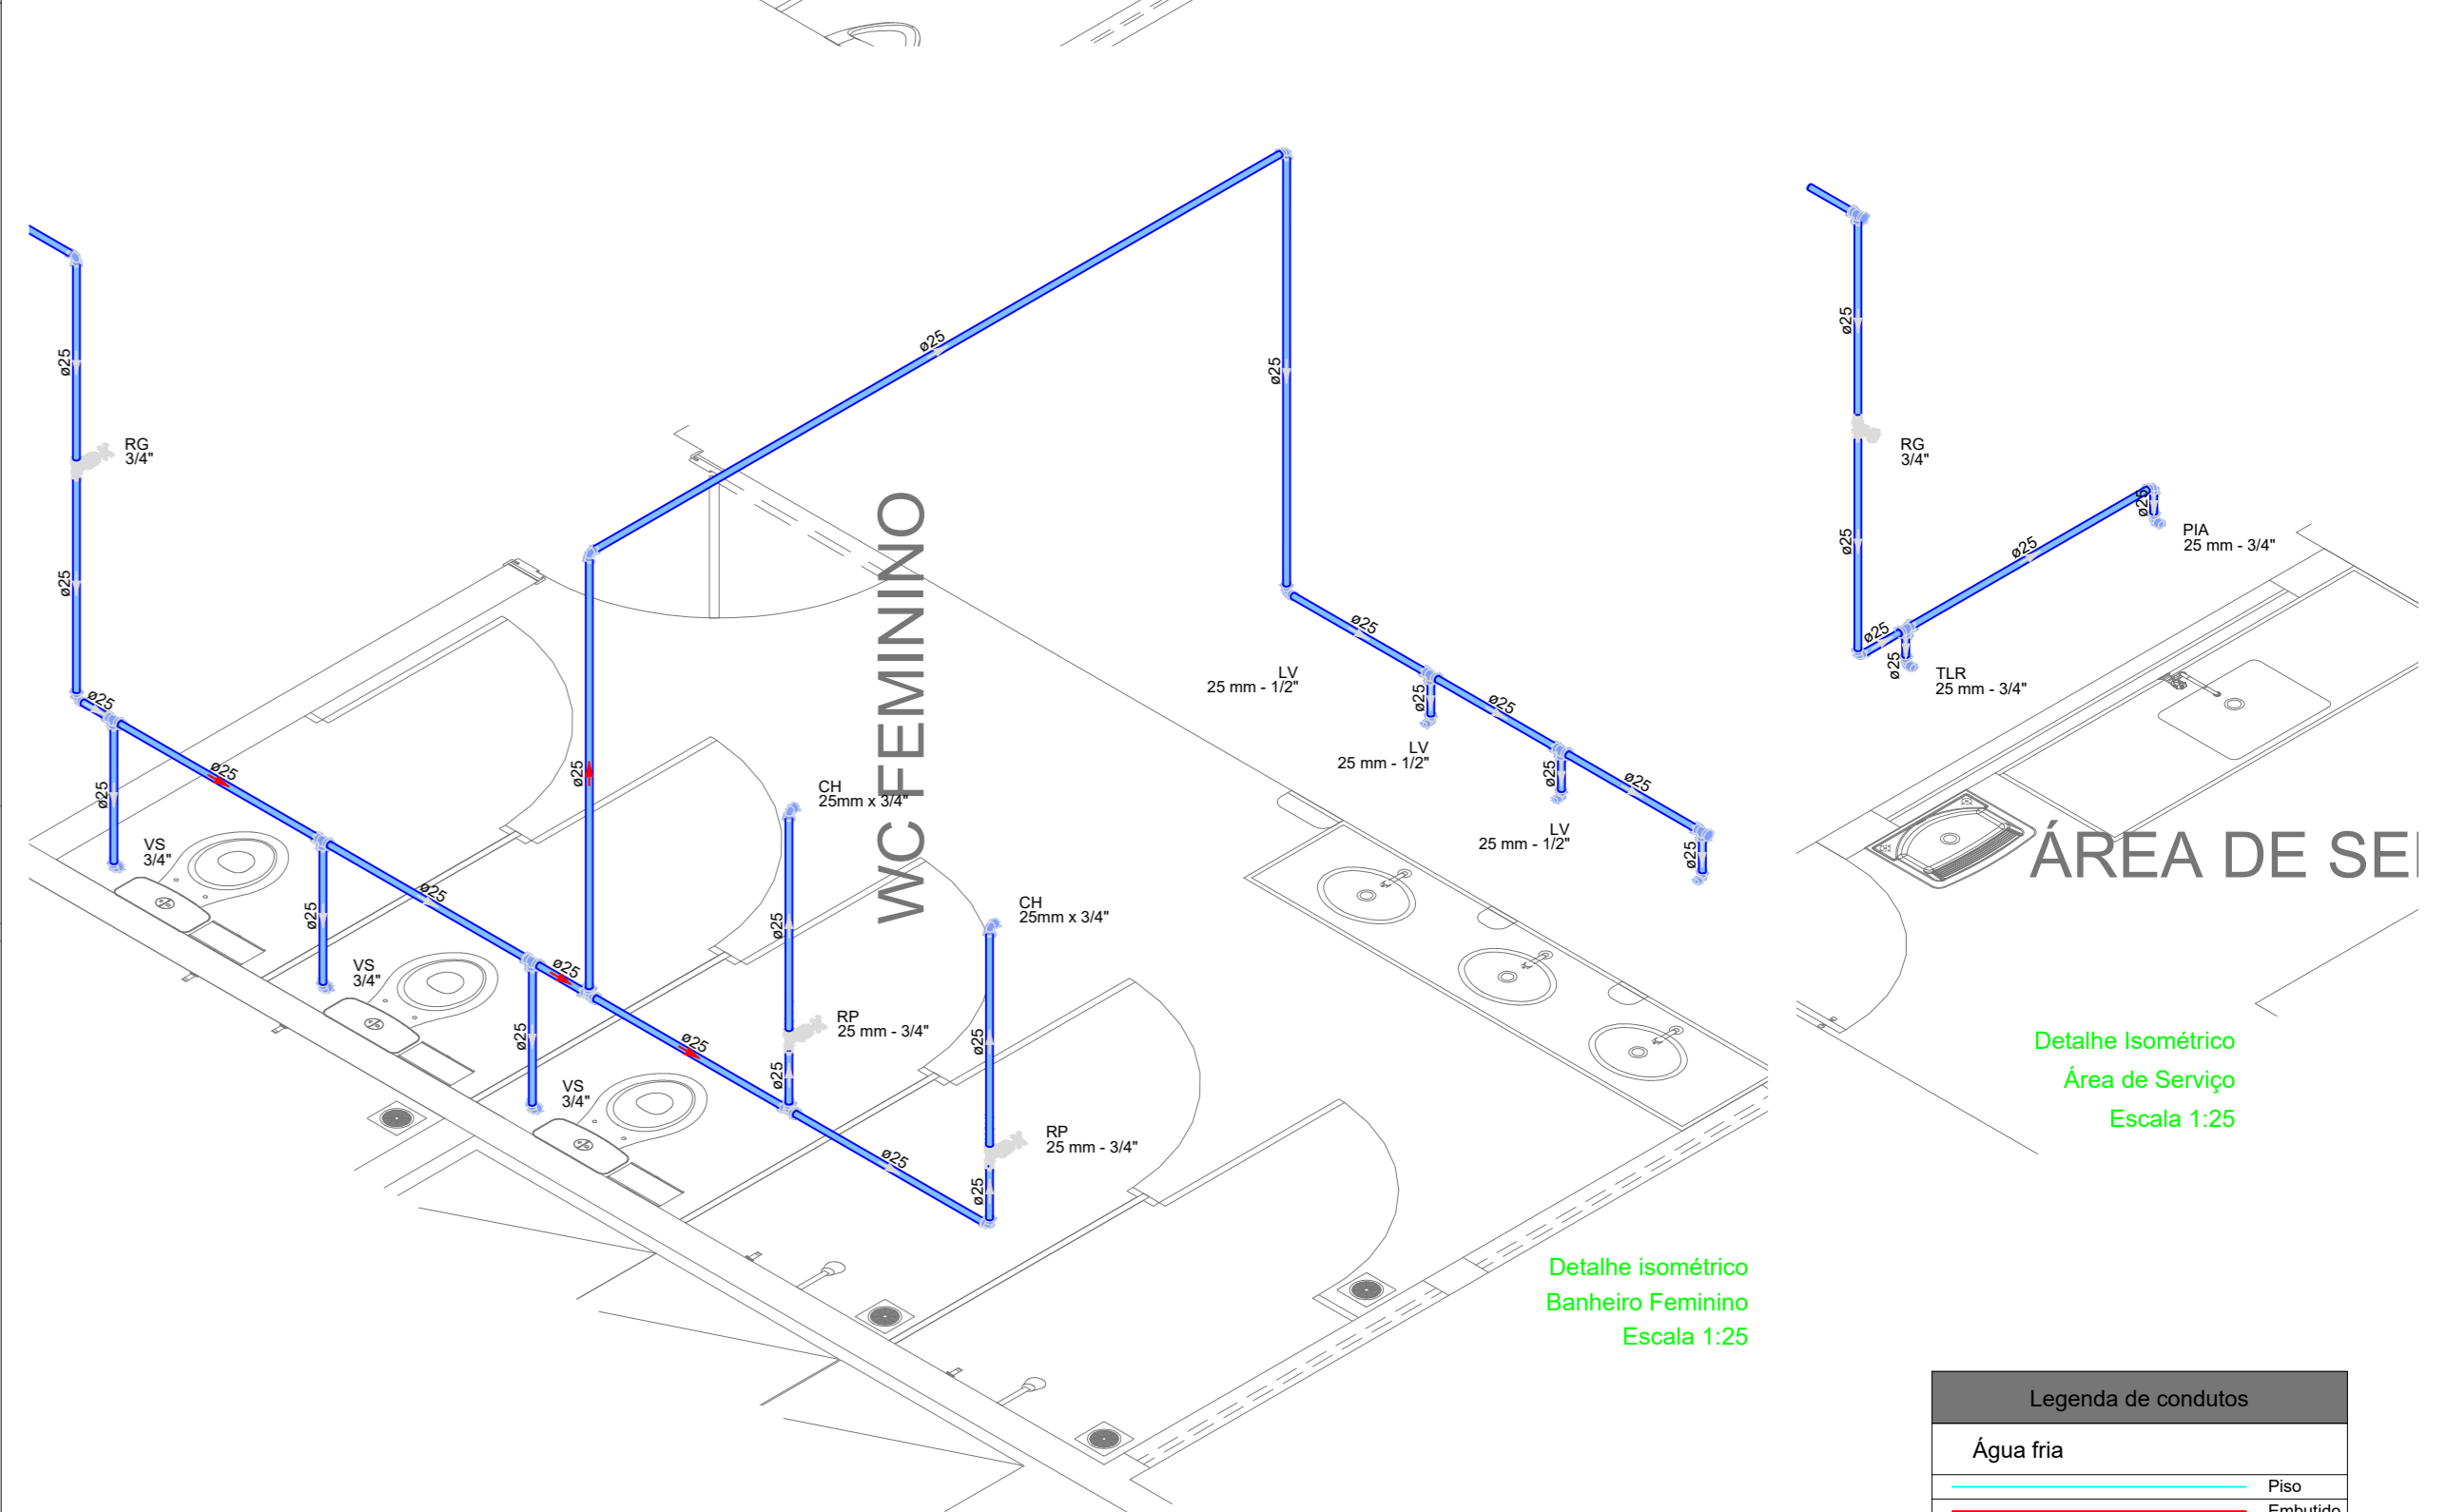 ø25
ø25
ø25
ø25
RG
3/4"
ø25
RG
3/4"
ø25
ø25
ø25
ø25
PIA
25 mm - 3/4"
ø25
ø25
ø25
TLR
25 mm - 3/4"
ø25
LV
25 mm - 1/2"
ø25
ø25
ø25
LV
25 mm - 1/2"
ø25
ø25
LV
25 mm - 1/2"
ø25
WC FEMININO
ø25
ø25
ø25
ø25
VS
3/4"
CH
25mm x 3/4"
ÁREA DE SE
ø25
ø25
VS
3/4"
ø25
CH
25mm x 3/4"
ø25
ø25
VS
3/4"
RP
25 mm - 3/4"
ø25
ø25
ø25
RP
25 mm - 3/4"
ø25
ø25
Detalhe Isométrico
Área de Serviço
Escala 1:25
Detalhe isométrico
Banheiro Feminino
Escala 1:25
Legenda de condutos
Água fria
Piso
Embutido